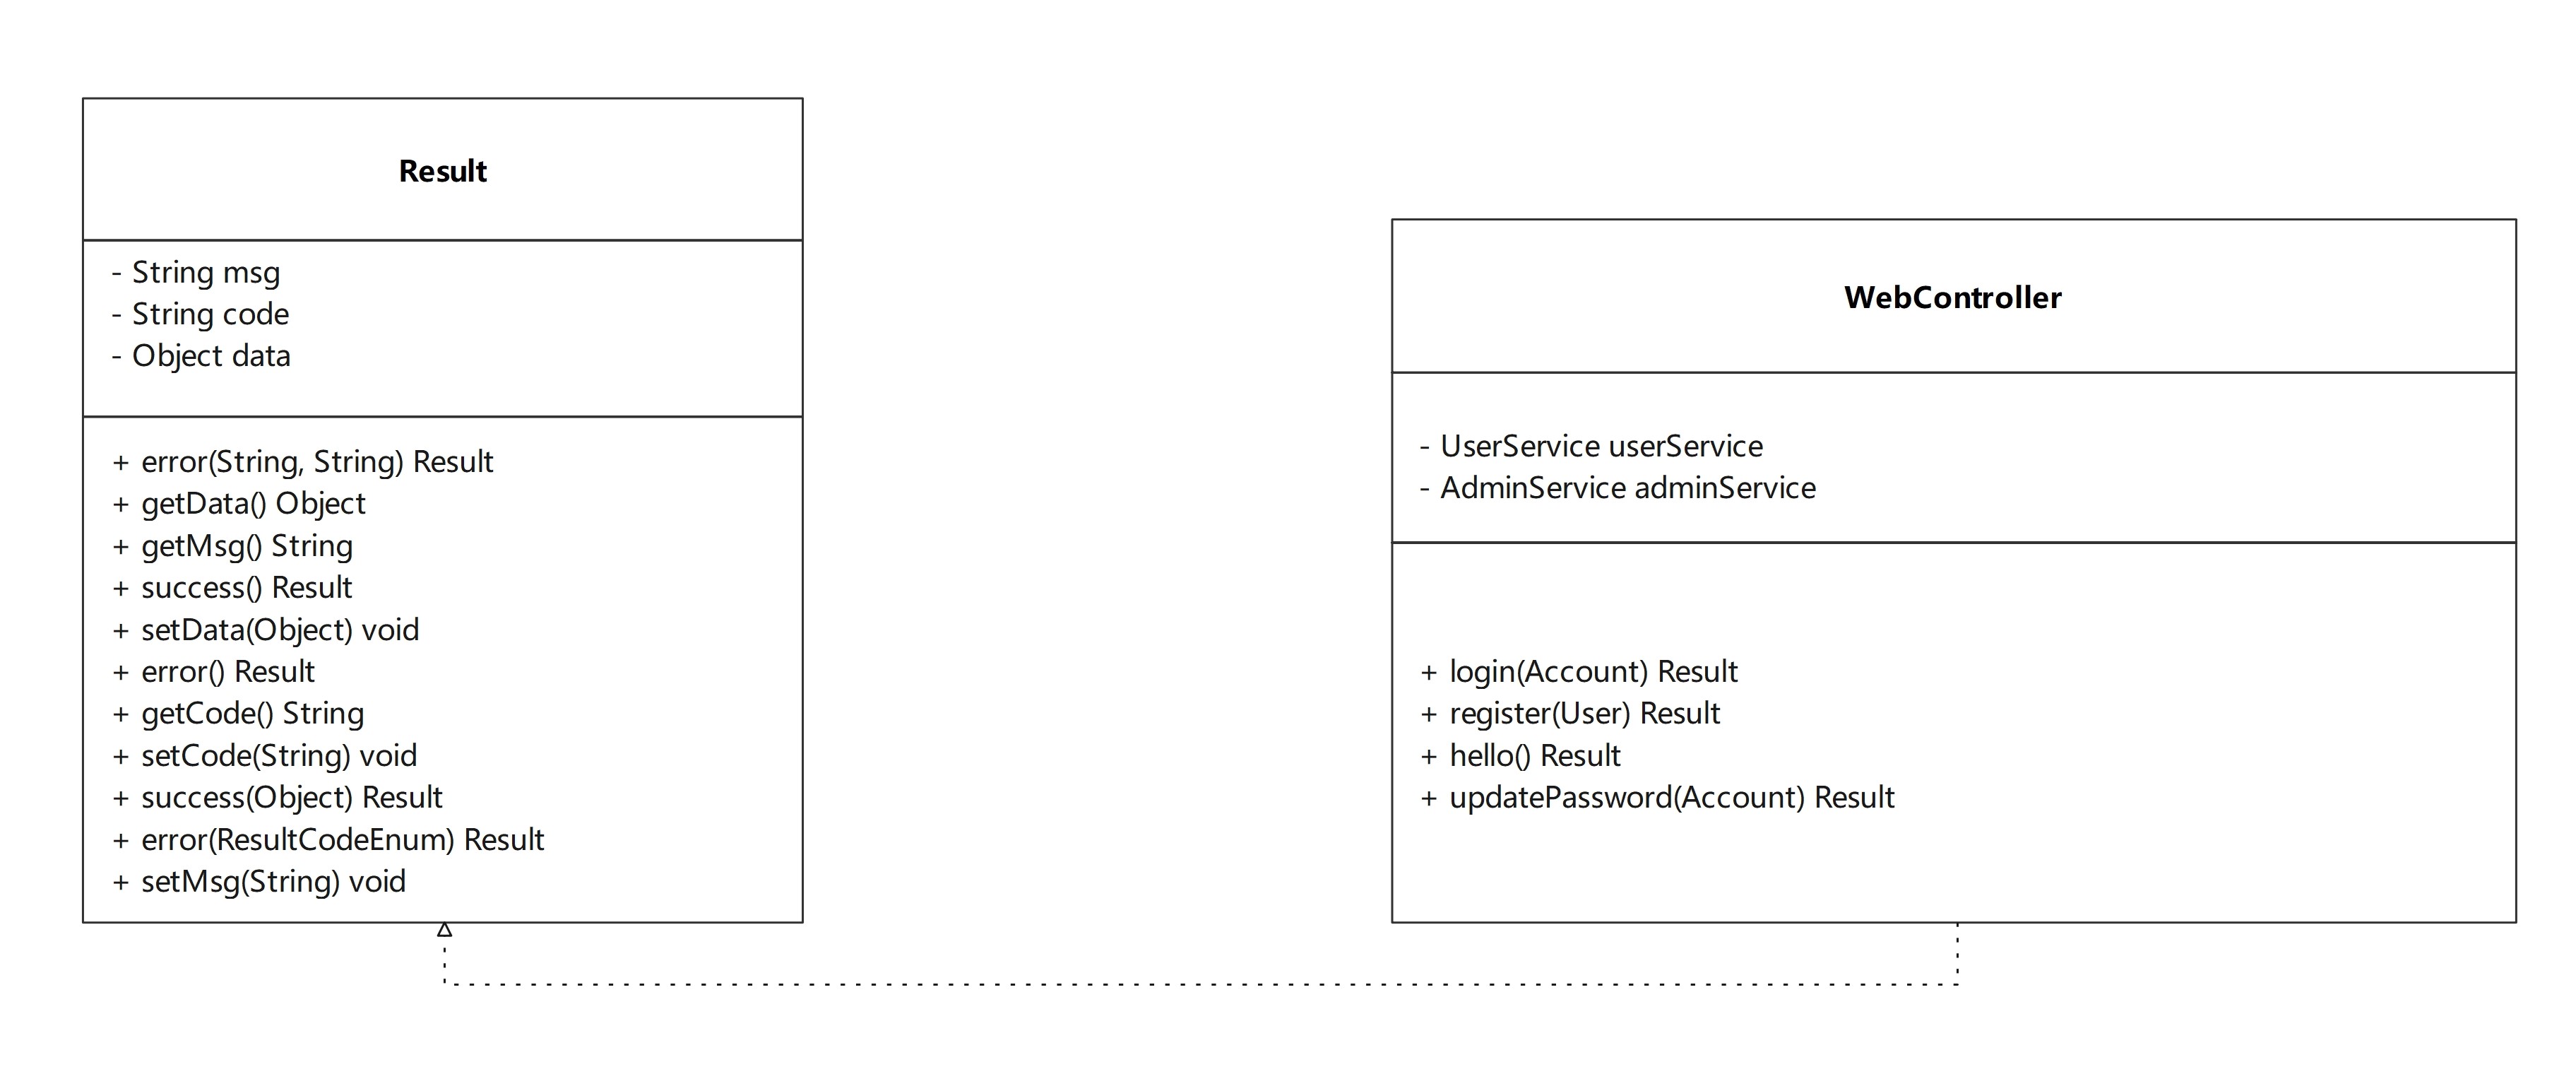 Result
- String msg
- String code
- Object data
+ error(String, String) Result
+ getData() Object
+ getMsg() String
+ success() Result
+ setData(Object) void
+ error() Result
+ getCode() String
+ setCode(String) void
+ success(Object) Result
+ error(ResultCodeEnum) Result
+ setMsg(String) void
WebController
- UserService userService
- AdminService adminService
+ login(Account) Result
+ register(User) Result
+ hello() Result
+ updatePassword(Account) Result